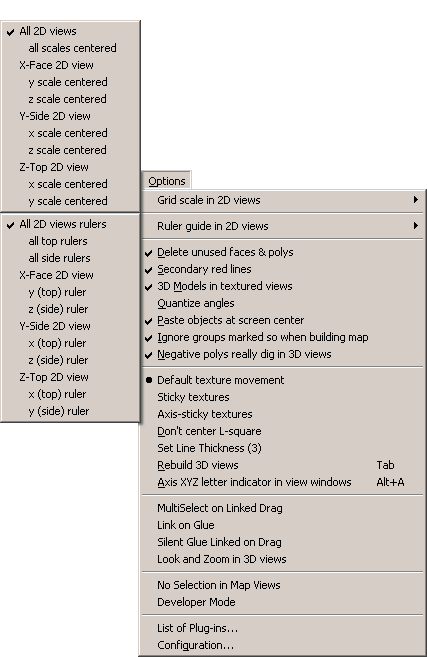 All 2D views
all scales centered
X-Face 2D view
y scale centered
z scale centered
Y-Side 2D view
x scale centered
z scale centered
Z-Top 2D view
x scale centered
y scale centered
All 2D views rulers
all top rulers
all side rulers
X-Face 2D view
y (top) ruler
z (side) ruler
Y-Side 2D view
x (top) ruler
z (side) ruler
Z-Top 2D view
x (top) ruler
y (side) ruler
Options
Grid scale in 2D views
Ruler guide in 2D views
Delete unused faces & polys
Secondary red lines
3D Models in textured views
Quantize angles
Paste objects at screen center
Ignore groups marked so when building map
Negative polys really dig in 3D views
Default texture movement
Sticky textures
Axis-sticky textures
Don't center L-square
Set Line Thickness (3)
Rebuild 3D views Tab
Axis XYZ letter indicator in view windows Alt+A
MultiSelect on Linked Drag
Link on Glue
Silent Glue Linked on Drag
Look and Zoom in 3D views
No Selection in Map Views
Developer Mode
List of Plug-ins...
Configuration...